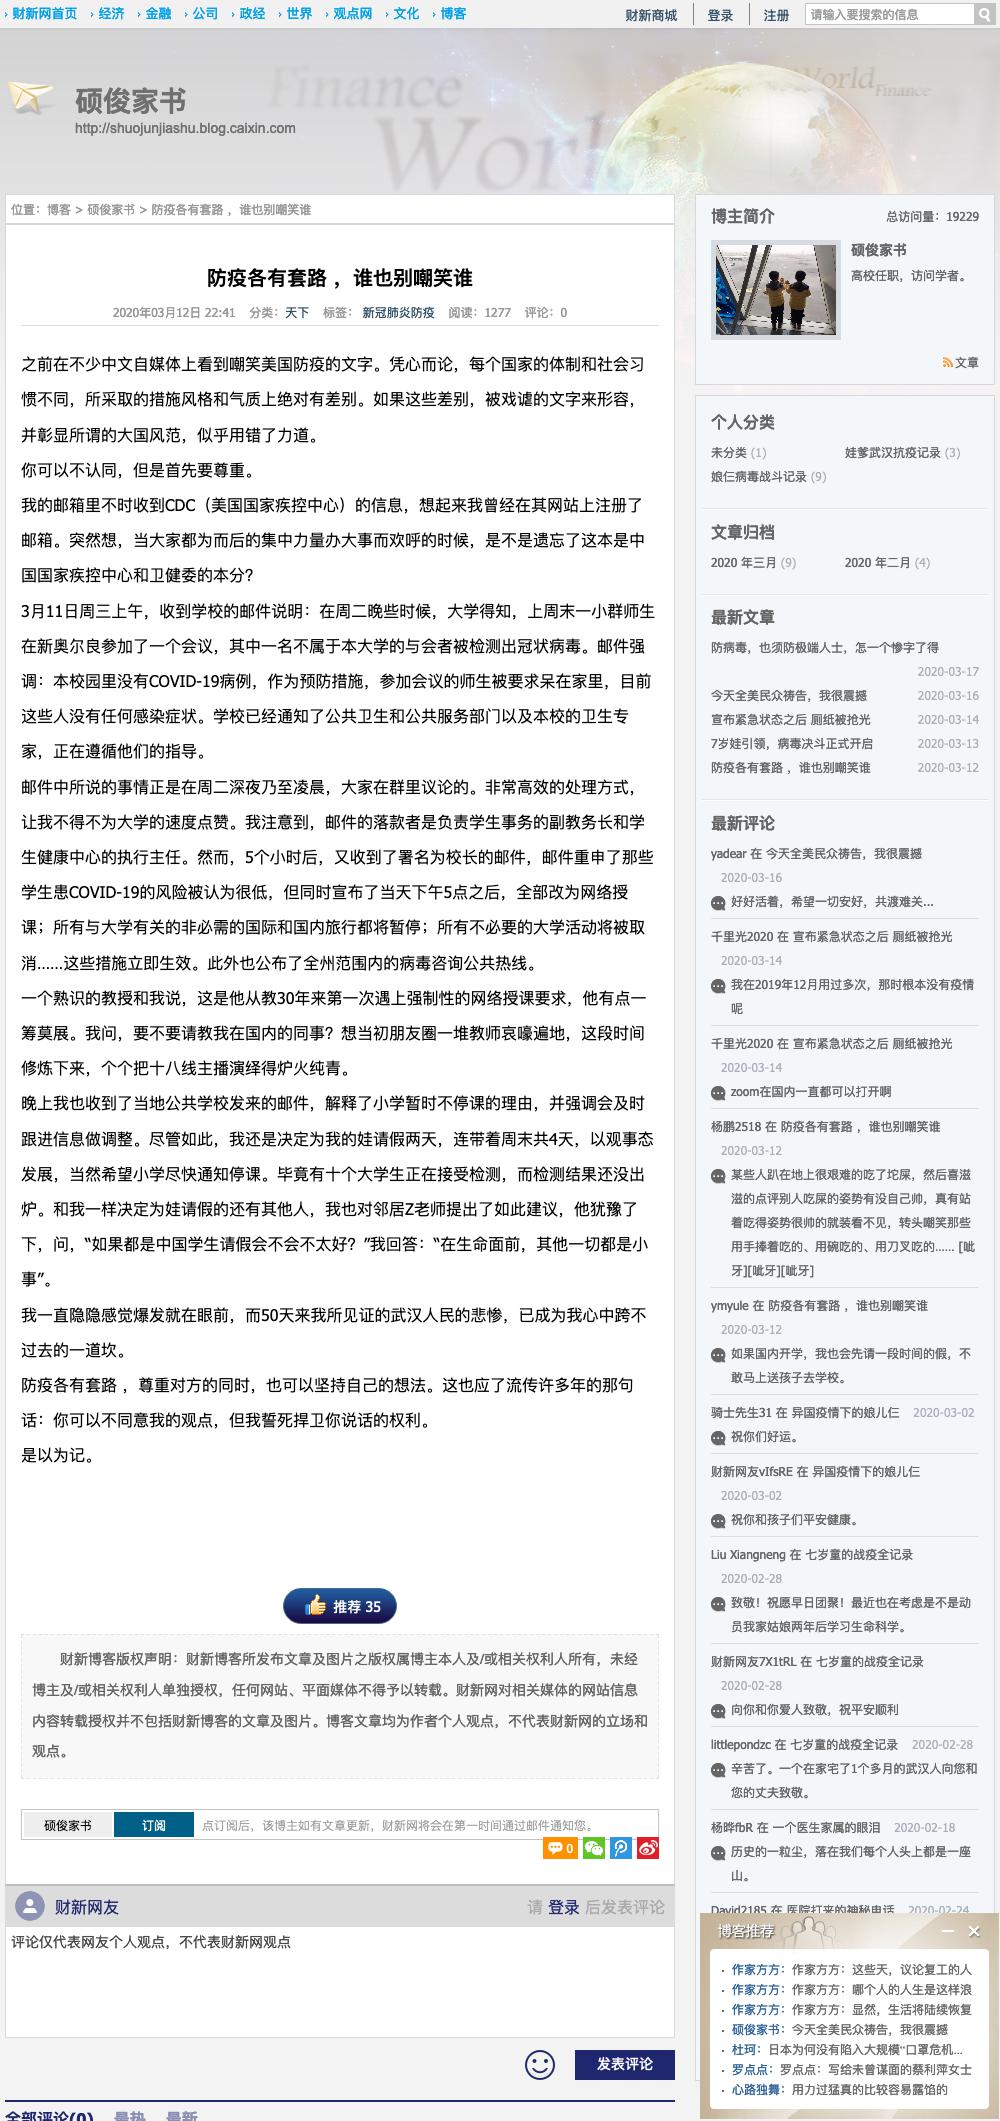 财新网首页 经济 金融 公司 政经 世界 观点网 文化 博客
财新商城 登录 注册 请输入要搜索的信息
Finance
World
World
Finance
硕俊家书
http://shuojunjiashu.blog.caixin.com
位置：博客 > 硕俊家书 > 防疫各有套路 ，谁也别嘲笑谁
防疫各有套路 ，谁也别嘲笑谁
2020年03月12日 22:41 分类：天下 标签： 新冠肺炎防疫 阅读：1277 评论：0
之前在不少中文自媒体上看到嘲笑美国防疫的文字。凭心而论，每个国家的体制和社会习
惯不同，所采取的措施风格和气质上绝对有差别。如果这些差别，被戏谑的文字来形容，
并彰显所谓的大国风范，似乎用错了力道。
你可以不认同，但是首先要尊重。
我的邮箱里不时收到CDC（美国国家疾控中心）的信息，想起来我曾经在其网站上注册了
邮箱。突然想，当大家都为而后的集中力量办大事而欢呼的时候，是不是遗忘了这本是中
国国家疾控中心和卫健委的本分？
3月11日周三上午，收到学校的邮件说明：在周二晚些时候，大学得知，上周末一小群师生
在新奥尔良参加了一个会议，其中一名不属于本大学的与会者被检测出冠状病毒。邮件强
调：本校园里没有COVID-19病例，作为预防措施，参加会议的师生被要求呆在家里，目前
这些人没有任何感染症状。学校已经通知了公共卫生和公共服务部门以及本校的卫生专
家，正在遵循他们的指导。
邮件中所说的事情正是在周二深夜乃至凌晨，大家在群里议论的。非常高效的处理方式，
让我不得不为大学的速度点赞。我注意到，邮件的落款者是负责学生事务的副教务长和学
生健康中心的执行主任。然而，5个小时后，又收到了署名为校长的邮件，邮件重申了那些
学生患COVID-19的风险被认为很低，但同时宣布了当天下午5点之后，全部改为网络授
课；所有与大学有关的非必需的国际和国内旅行都将暂停；所有不必要的大学活动将被取
消......这些措施立即生效。此外也公布了全州范围内的病毒咨询公共热线。
一个熟识的教授和我说，这是他从教30年来第一次遇上强制性的网络授课要求，他有点一
筹莫展。我问，要不要请教我在国内的同事？想当初朋友圈一堆教师哀嚎遍地，这段时间
修炼下来，个个把十八线主播演绎得炉火纯青。
晚上我也收到了当地公共学校发来的邮件，解释了小学暂时不停课的理由，并强调会及时
跟进信息做调整。尽管如此，我还是决定为我的娃请假两天，连带着周末共4天，以观事态
发展，当然希望小学尽快通知停课。毕竟有十个大学生正在接受检测，而检测结果还没出
炉。和我一样决定为娃请假的还有其他人，我也对邻居Z老师提出了如此建议，他犹豫了
下，问，“如果都是中国学生请假会不会不太好？”我回答：“在生命面前，其他一切都是小
事”。
我一直隐隐感觉爆发就在眼前，而50天来我所见证的武汉人民的悲惨，已成为我心中跨不
过去的一道坎。
防疫各有套路 ，尊重对方的同时，也可以坚持自己的想法。这也应了流传许多年的那句
话：你可以不同意我的观点，但我誓死捍卫你说话的权利。
是以为记。
推荐 35
财新博客版权声明：财新博客所发布文章及图片之版权属博主本人及/或相关权利人所有，未经
博主及/或相关权利人单独授权，任何网站、平面媒体不得予以转载。财新网对相关媒体的网站信息
内容转载授权并不包括财新博客的文章及图片。博客文章均为作者个人观点，不代表财新网的立场和
观点。
硕俊家书 订阅 点订阅后，该博主如有文章更新，财新网将会在第一时间通过邮件通知您。
0
财新网友 请 登录 后发表评论
评论仅代表网友个人观点，不代表财新网观点
发表评论
全部评论(0) 最热 最新
博主简介 总访问量：19229
硕俊家书
高校任职，访问学者。
文章
个人分类
未分类 (1) 娃爹武汉抗疫记录 (3)
娘仨病毒战斗记录 (9)
文章归档
2020 年三月 (9) 2020 年二月 (4)
最新文章
防病毒，也须防极端人士，怎一个惨字了得
2020-03-17
今天全美民众祷告，我很震撼 2020-03-16
宣布紧急状态之后 厕纸被抢光 2020-03-14
7岁娃引领，病毒决斗正式开启 2020-03-13
防疫各有套路 ，谁也别嘲笑谁 2020-03-12
最新评论
yadear 在 今天全美民众祷告，我很震撼
2020-03-16
好好活着，希望一切安好，共渡难关...
千里光2020 在 宣布紧急状态之后 厕纸被抢光
2020-03-14
我在2019年12月用过多次，那时根本没有疫情
呢
千里光2020 在 宣布紧急状态之后 厕纸被抢光
2020-03-14
zoom在国内一直都可以打开啊
杨鹏2518 在 防疫各有套路 ，谁也别嘲笑谁
2020-03-12
某些人趴在地上很艰难的吃了坨屎，然后喜滋
滋的点评别人吃屎的姿势有没自己帅，真有站
着吃得姿势很帅的就装看不见，转头嘲笑那些
用手捧着吃的、用碗吃的、用刀叉吃的...... [呲
牙][呲牙][呲牙]
ymyule 在 防疫各有套路 ，谁也别嘲笑谁
2020-03-12
如果国内开学，我也会先请一段时间的假，不
敢马上送孩子去学校。
骑士先生31 在 异国疫情下的娘儿仨 2020-03-02
祝你们好运。
财新网友vIfsRE 在 异国疫情下的娘儿仨
2020-03-02
祝你和孩子们平安健康。
Liu Xiangneng 在 七岁童的战疫全记录
2020-02-28
致敬！祝愿早日团聚！最近也在考虑是不是动
员我家姑娘两年后学习生命科学。
财新网友7X1tRL 在 七岁童的战疫全记录
2020-02-28
向你和你爱人致敬，祝平安顺利
littlepondzc 在 七岁童的战疫全记录 2020-02-28
辛苦了。一个在家宅了1个多月的武汉人向您和
您的丈夫致敬。
杨晔fbR 在 一个医生家属的眼泪 2020-02-18
历史的一粒尘，落在我们每个人头上都是一座
山。
David2185 在 医院打来的神秘电话 2020-02-24
博客推荐
作家方方：作家方方：这些天，议论复工的人
作家方方：作家方方：哪个人的人生是这样浪
作家方方：作家方方：显然，生活将陆续恢复
硕俊家书：今天全美民众祷告，我很震撼
杜珂：日本为何没有陷入大规模“口罩危机...
罗点点：罗点点：写给未曾谋面的蔡利萍女士
心路独舞：用力过猛真的比较容易露馅的